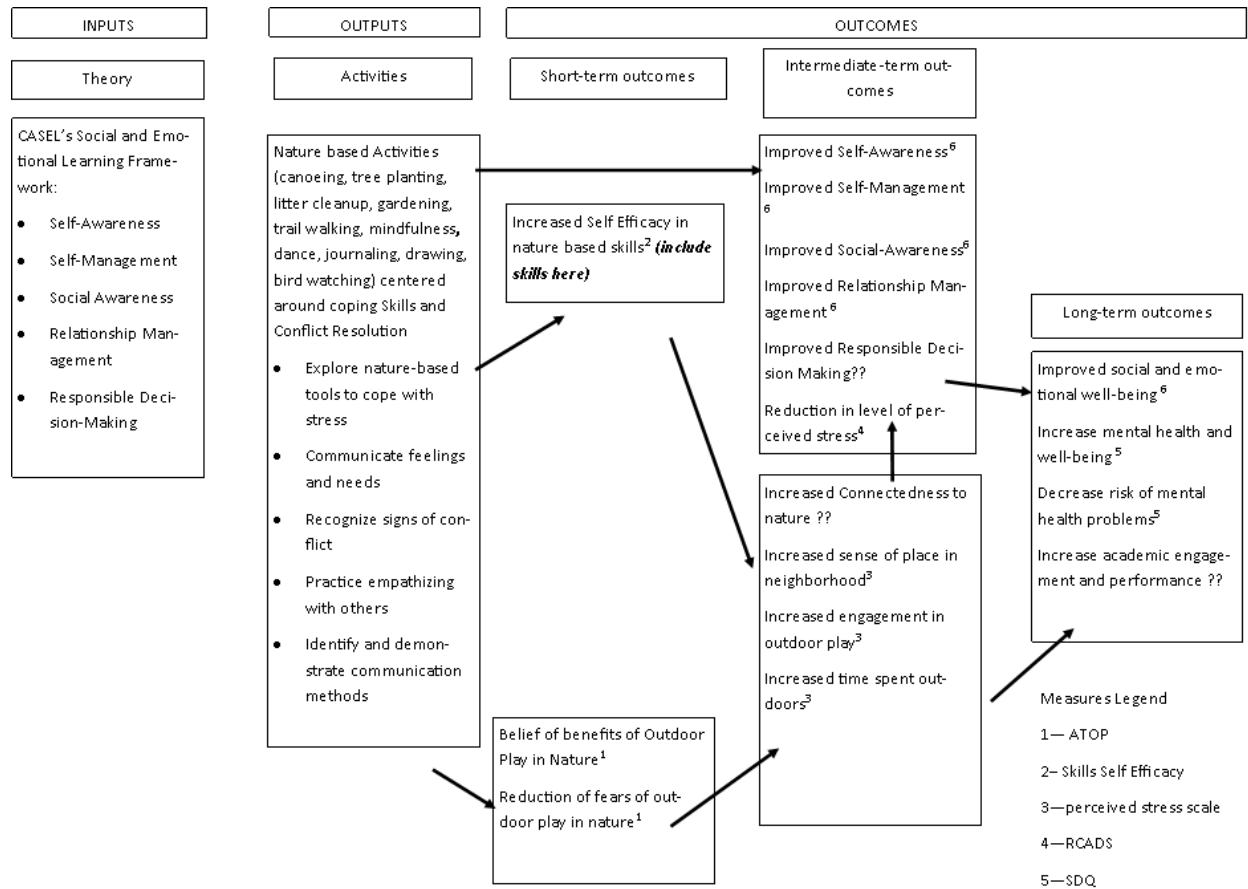 INPUTS
OUTPUTS
OUTCOMES
Theory
Activities
Short-term outcomes
Intermediate-term out-
comes
CASEL's Social and Emo-
tional Learning Frame-
work:
• Self-Awareness
• Self-Management
• Social Awareness
• Relationship Man-
agement
• Responsible Deci-
sion-Making
Nature based Activities
(canoeing, tree planting,
litter cleanup, gardening,
trail walking, mindfulness,
dance, journaling, drawing,
bird watching) centered
around coping Skills and
Conflict Resolution
• Explore nature-based
tools to cope with
stress
• Communicate feelings
and needs
• Recognize signs of con-
flict
• Practice empathizing
with others
• Identify and demon-
strate communication
methods
Increased Self Efficacy in
nature based skills2 (include
skills here)
Belief of benefits of Outdoor
Play in Nature1
Reduction of fears of out-
door play in nature1
Improved Self-Awareness6
Improved Self-Management
6
Improved Social-Awareness6
Improved Relationship Man-
agement 6
Improved Responsible Deci-
sion Making??
Reduction in level of per-
ceived stress4
Increased Connectedness to
nature ??
Increased sense of place in
neighborhood3
Increased engagement in
outdoor play3
Increased time spent out-
doors3
Long-term outcomes
Improved social and emo-
tional well-being 6
Increase mental health and
well-being5
Decrease risk of mental
health problems5
Increase academic engage-
ment and performance ??
Measures Legend
1— ATOP
2– Skills Self Efficacy
3—perceived stress scale
4—RCADS
5—SDQ